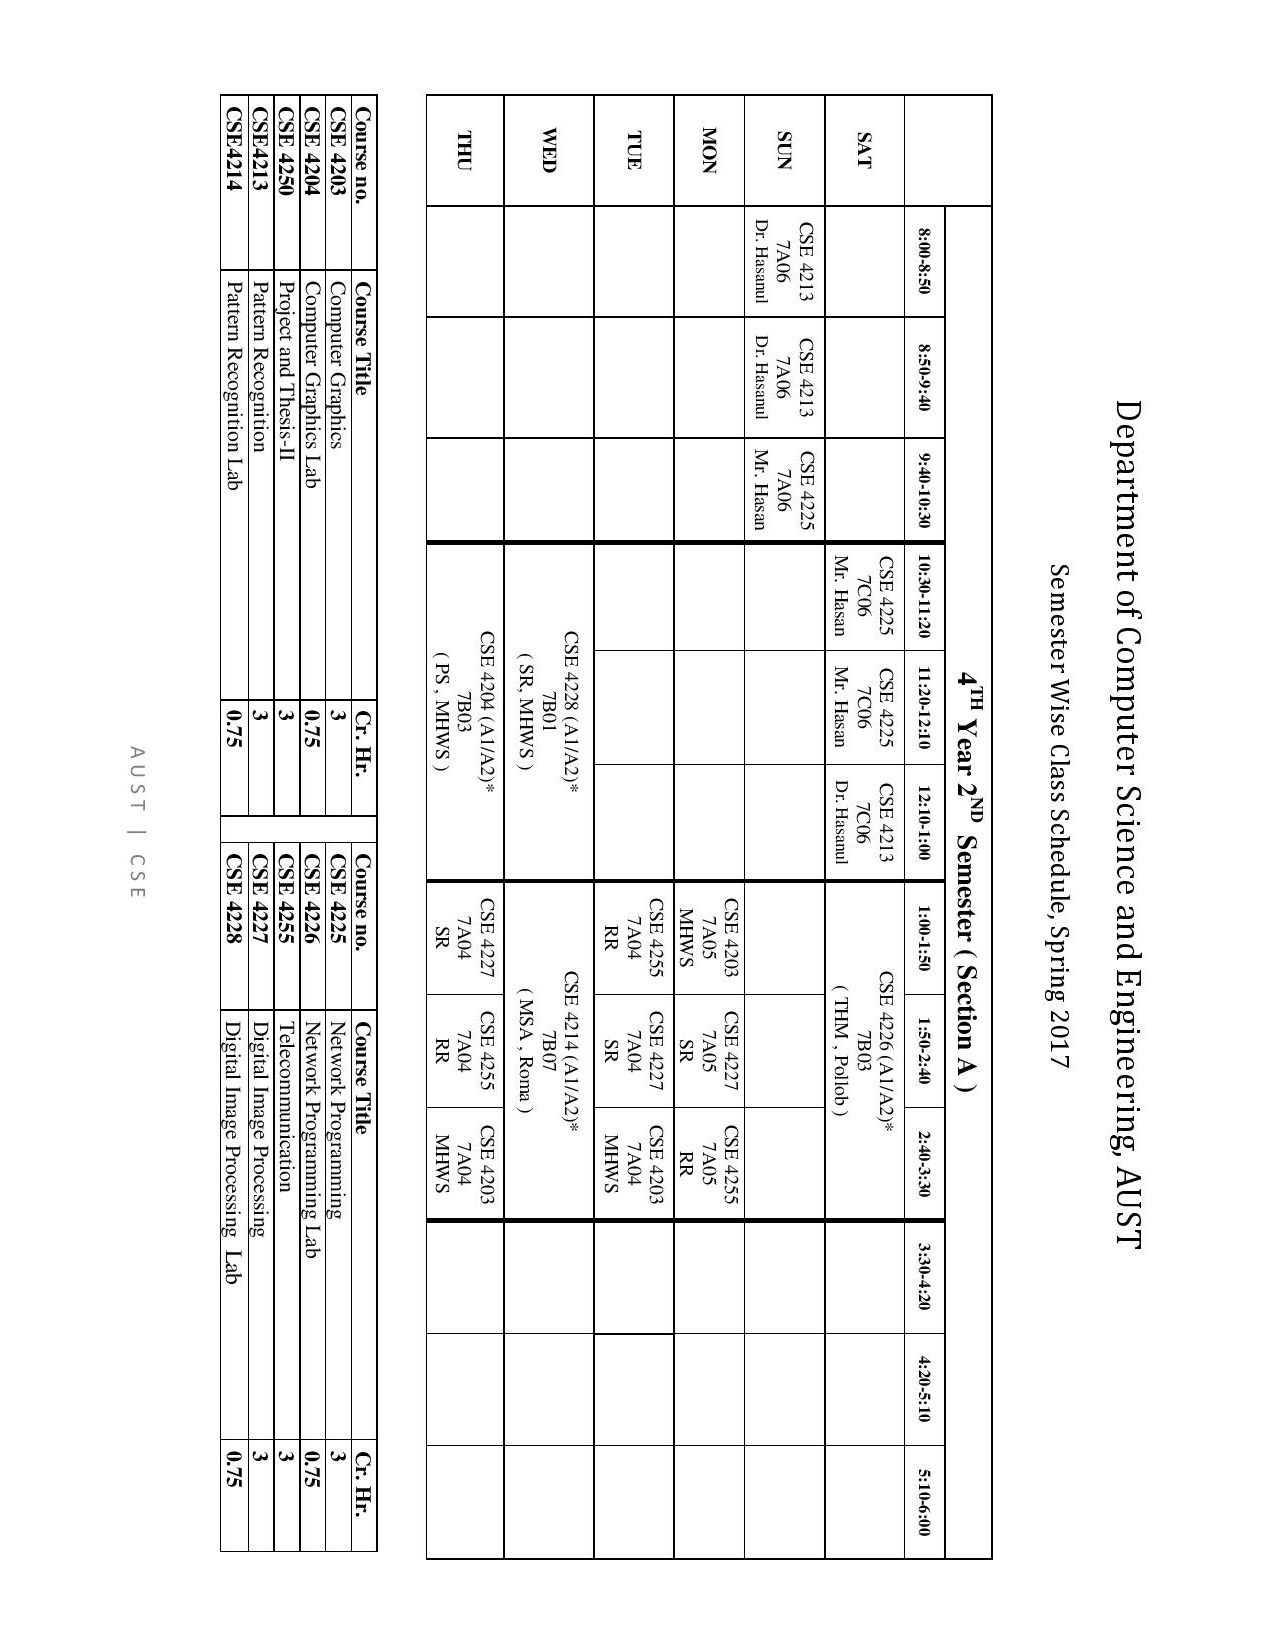 Department of Computer Science and Engineering, AUST
Semester Wise Class Schedule, Spring 2017
4TH Year 2ND Semester ( Section A )
8:00-8:50 8:50-9:40 9:40-10:30 10:30-11:20 11:20-12:10 12:10-1:00 1:00-1:50 1:50-2:40 2:40-3:30 3:30-4:20 4:20-5:10 5:10-6:00
SAT
CSE 4225
7C06
Mr. Hasan
CSE 4225
7C06
Mr. Hasan
CSE 4213
7C06
Dr. Hasanul
CSE 4226 (A1/A2)*
7B03
( THM , Pollob )
SUN
CSE 4213
7A06
Dr. Hasanul
CSE 4213
7A06
Dr. Hasanul
CSE 4225
7A06
Mr. Hasan
MON
CSE 4203
7A05
MHWS
CSE 4227
7A05
SR
CSE 4255
7A05
RR
TUE
CSE 4255
7A04
RR
CSE 4227
7A04
SR
CSE 4203
7A04
MHWS
WED
CSE 4228 (A1/A2)*
7B01
( SR, MHWS )
CSE 4214 (A1/A2)*
7B07
( MSA , Roma )
THU
CSE 4204 (A1/A2)*
7B03
( PS , MHWS )
CSE 4227
7A04
SR
CSE 4255
7A04
RR
CSE 4203
7A04
MHWS
Course no. Course Title Cr. Hr. Course no. Course Title Cr. Hr.
CSE 4203 Computer Graphics 3 CSE 4225 Network Programming 3
CSE 4204 Computer Graphics Lab 0.75 CSE 4226 Network Programming Lab 0.75
CSE 4250 Project and Thesis-II 3 CSE 4255 Telecommunication 3
CSE4213 Pattern Recognition 3 CSE 4227 Digital Image Processing 3
CSE4214 Pattern Recognition Lab 0.75 CSE 4228 Digital Image Processing Lab 0.75
AUST | CSE